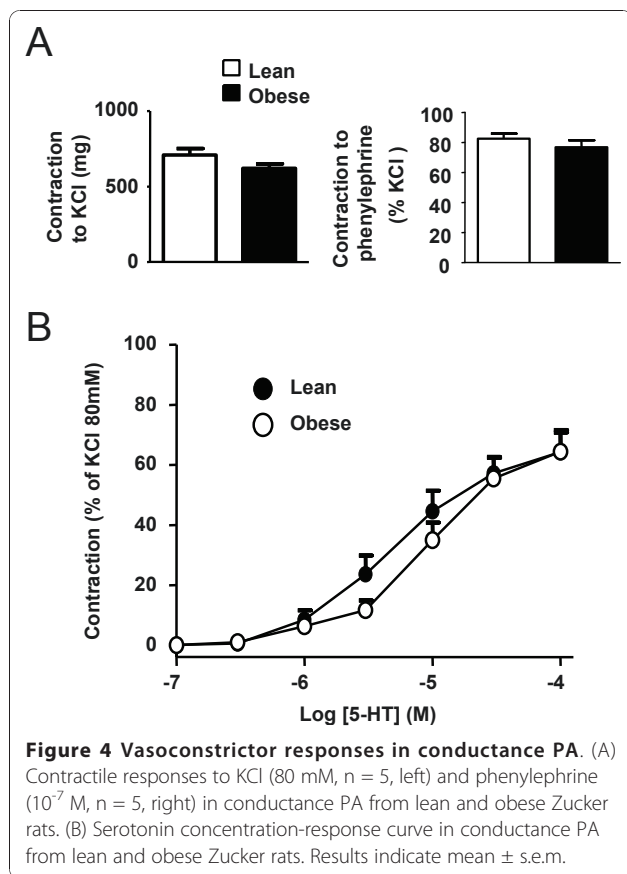 A
Lean
Obese
Contraction
to KCl (mg)
1000
500
0
Contraction to
phenylephrine
(% KCl )
100
80
60
40
20
0
B
Contraction (% of KCl 80mM)
100
80
60
40
20
0
Lean
Obese
-7
-6
-5
-4
Log [5-HT] (M)
Figure 4 Vasoconstrictor responses in conductance PA. (A)
Contractile responses to KCl (80 mM, n = 5, left) and phenylephrine
(10⁻⁷ M, n = 5, right) in conductance PA from lean and obese Zucker
rats. (B) Serotonin concentration-response curve in conductance PA
from lean and obese Zucker rats. Results indicate mean ± s.e.m.